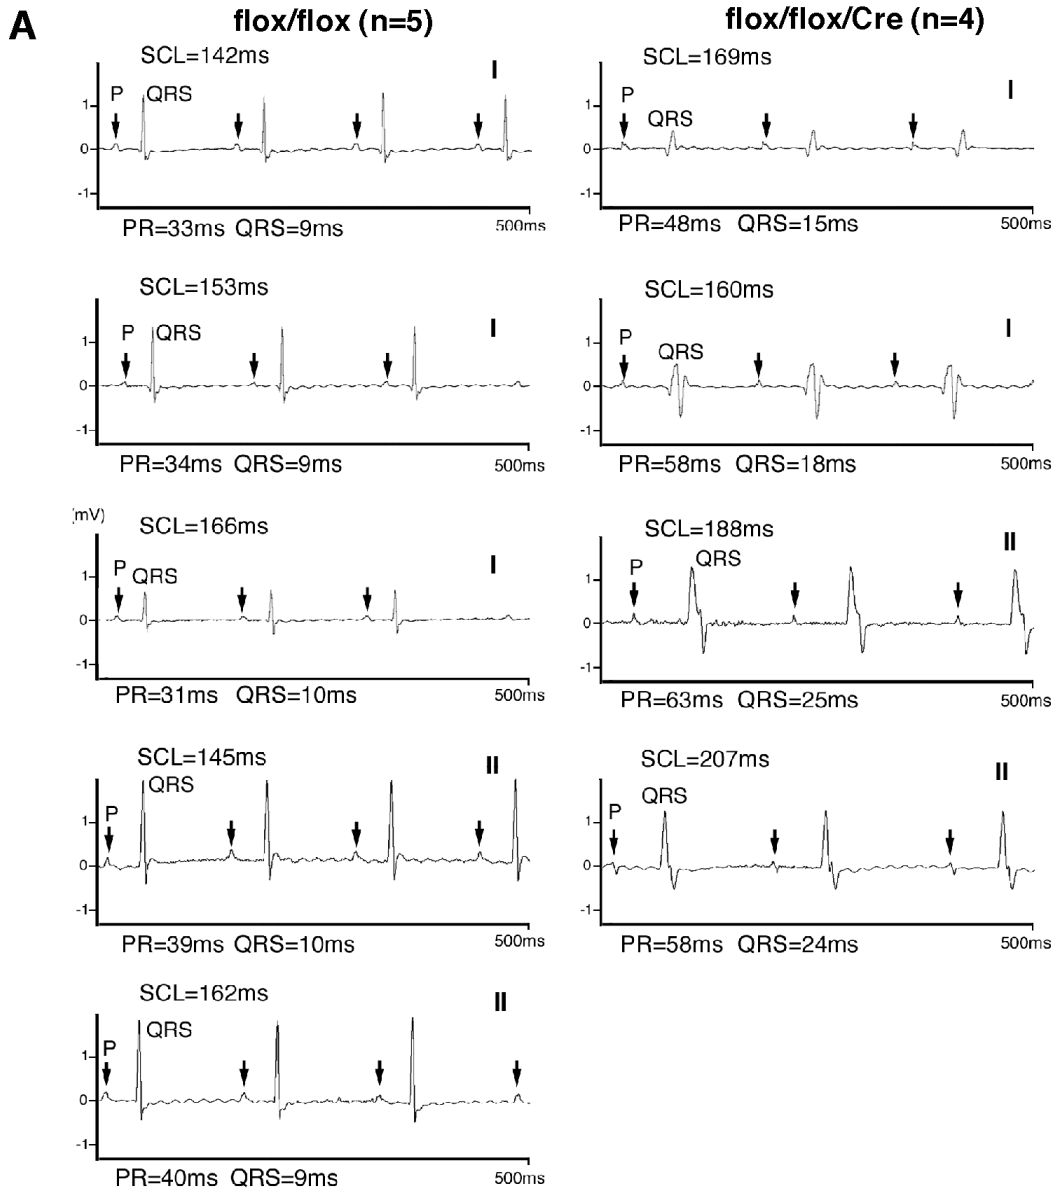 A
flox/flox (n=5)
SCL=142ms
I
P
QRS
1
0
-1
500ms
PR=33ms QRS=9ms
SCL=153ms
I
P
QRS
1
0
-1
500ms
PR=34ms QRS=9ms
(mV)
SCL=166ms
I
P
QRS
1
0
-1
500ms
PR=31ms QRS=10ms
SCL=145ms
II
QRS
P
1
0
-1
500ms
PR=39ms QRS=10ms
SCL=162ms
II
QRS
P
1
0
-1
500ms
PR=40ms QRS=9ms
flox/flox/Cre (n=4)
SCL=169ms
I
P
QRS
1
0
-1
500ms
PR=48ms QRS=15ms
SCL=160ms
I
P
QRS
1
0
-1
500ms
PR=58ms QRS=18ms
SCL=188ms
II
QRS
P
1
0
-1
500ms
PR=63ms QRS=25ms
SCL=207ms
II
QRS
P
1
0
-1
500ms
PR=58ms QRS=24ms